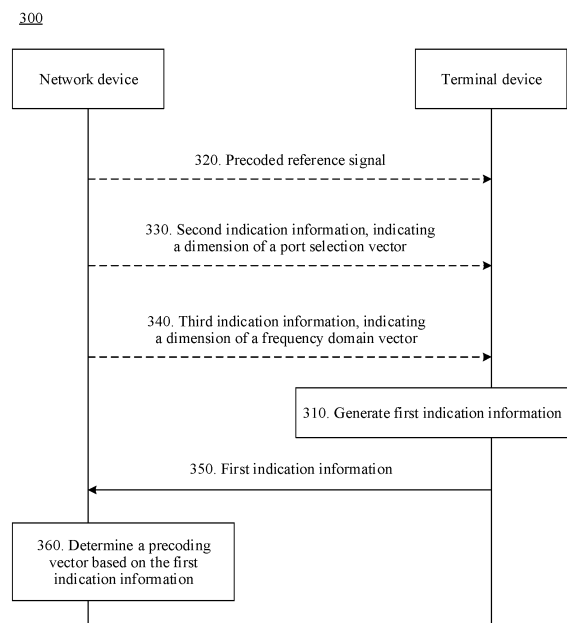 300
Network device
Terminal device
320. Precoded reference signal
330. Second indication information, indicating
a dimension of a port selection vector
340. Third indication information, indicating
a dimension of a frequency domain vector
310. Generate first indication information
350. First indication information
360. Determine a precoding
vector based on the first
indication information